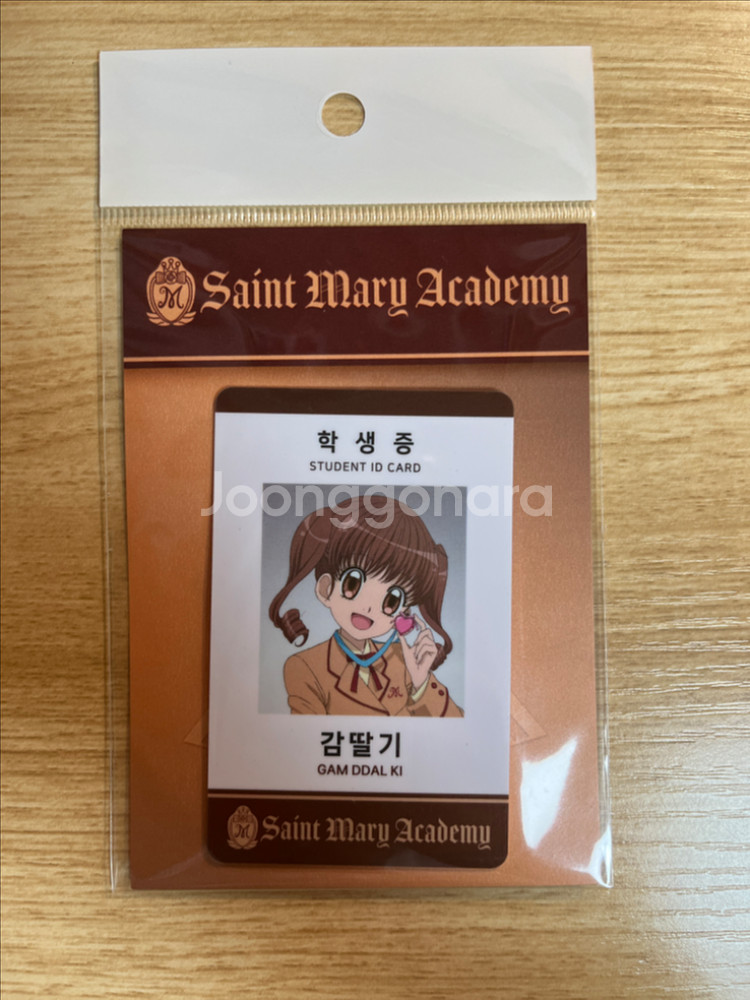 M Saint Mary Academy
학생증
STUDENT ID CARD
Joonggonara
M
감딸기
GAM DDAL KI
M Saint Mary Academy